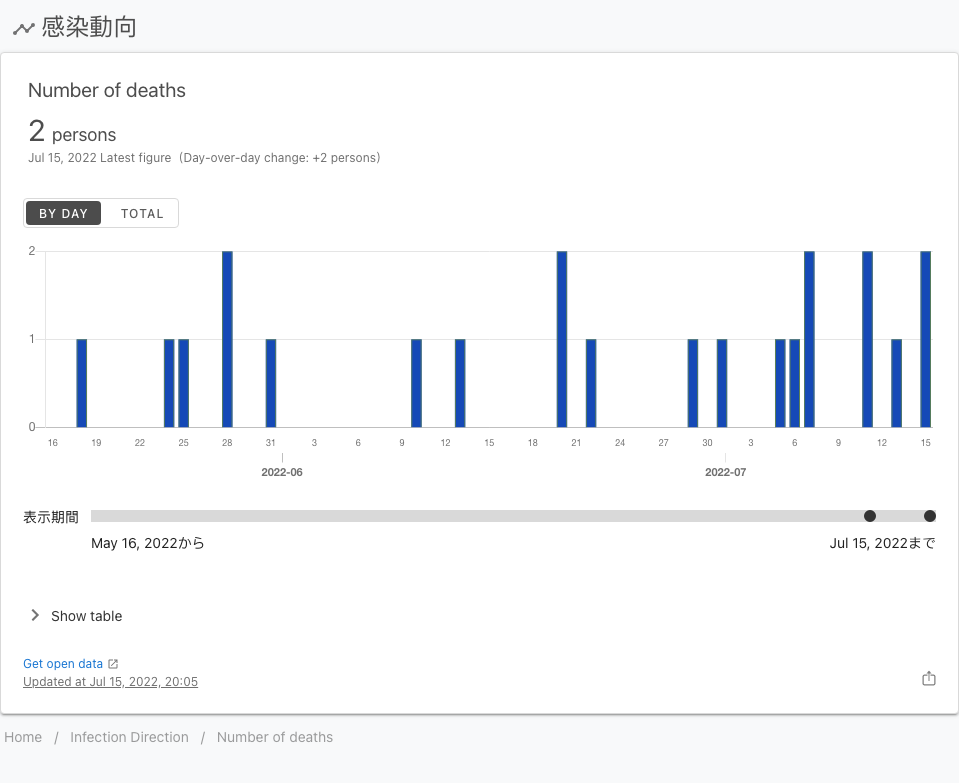 感染動向
Number of deaths
2 persons
Jul 15, 2022 Latest figure (Day-over-day change: +2 persons)
BY DAY TOTAL
2
1
0
16 19 22 25 28 31 3 6 9 12 15 18 21 24 27 30 3 6 9 12 15
2022-06 2022-07
表示期間
May 16, 2022から Jul 15, 2022まで
Show table
Get open data
Updated at Jul 15, 2022, 20:05
Home / Infection Direction / Number of deaths